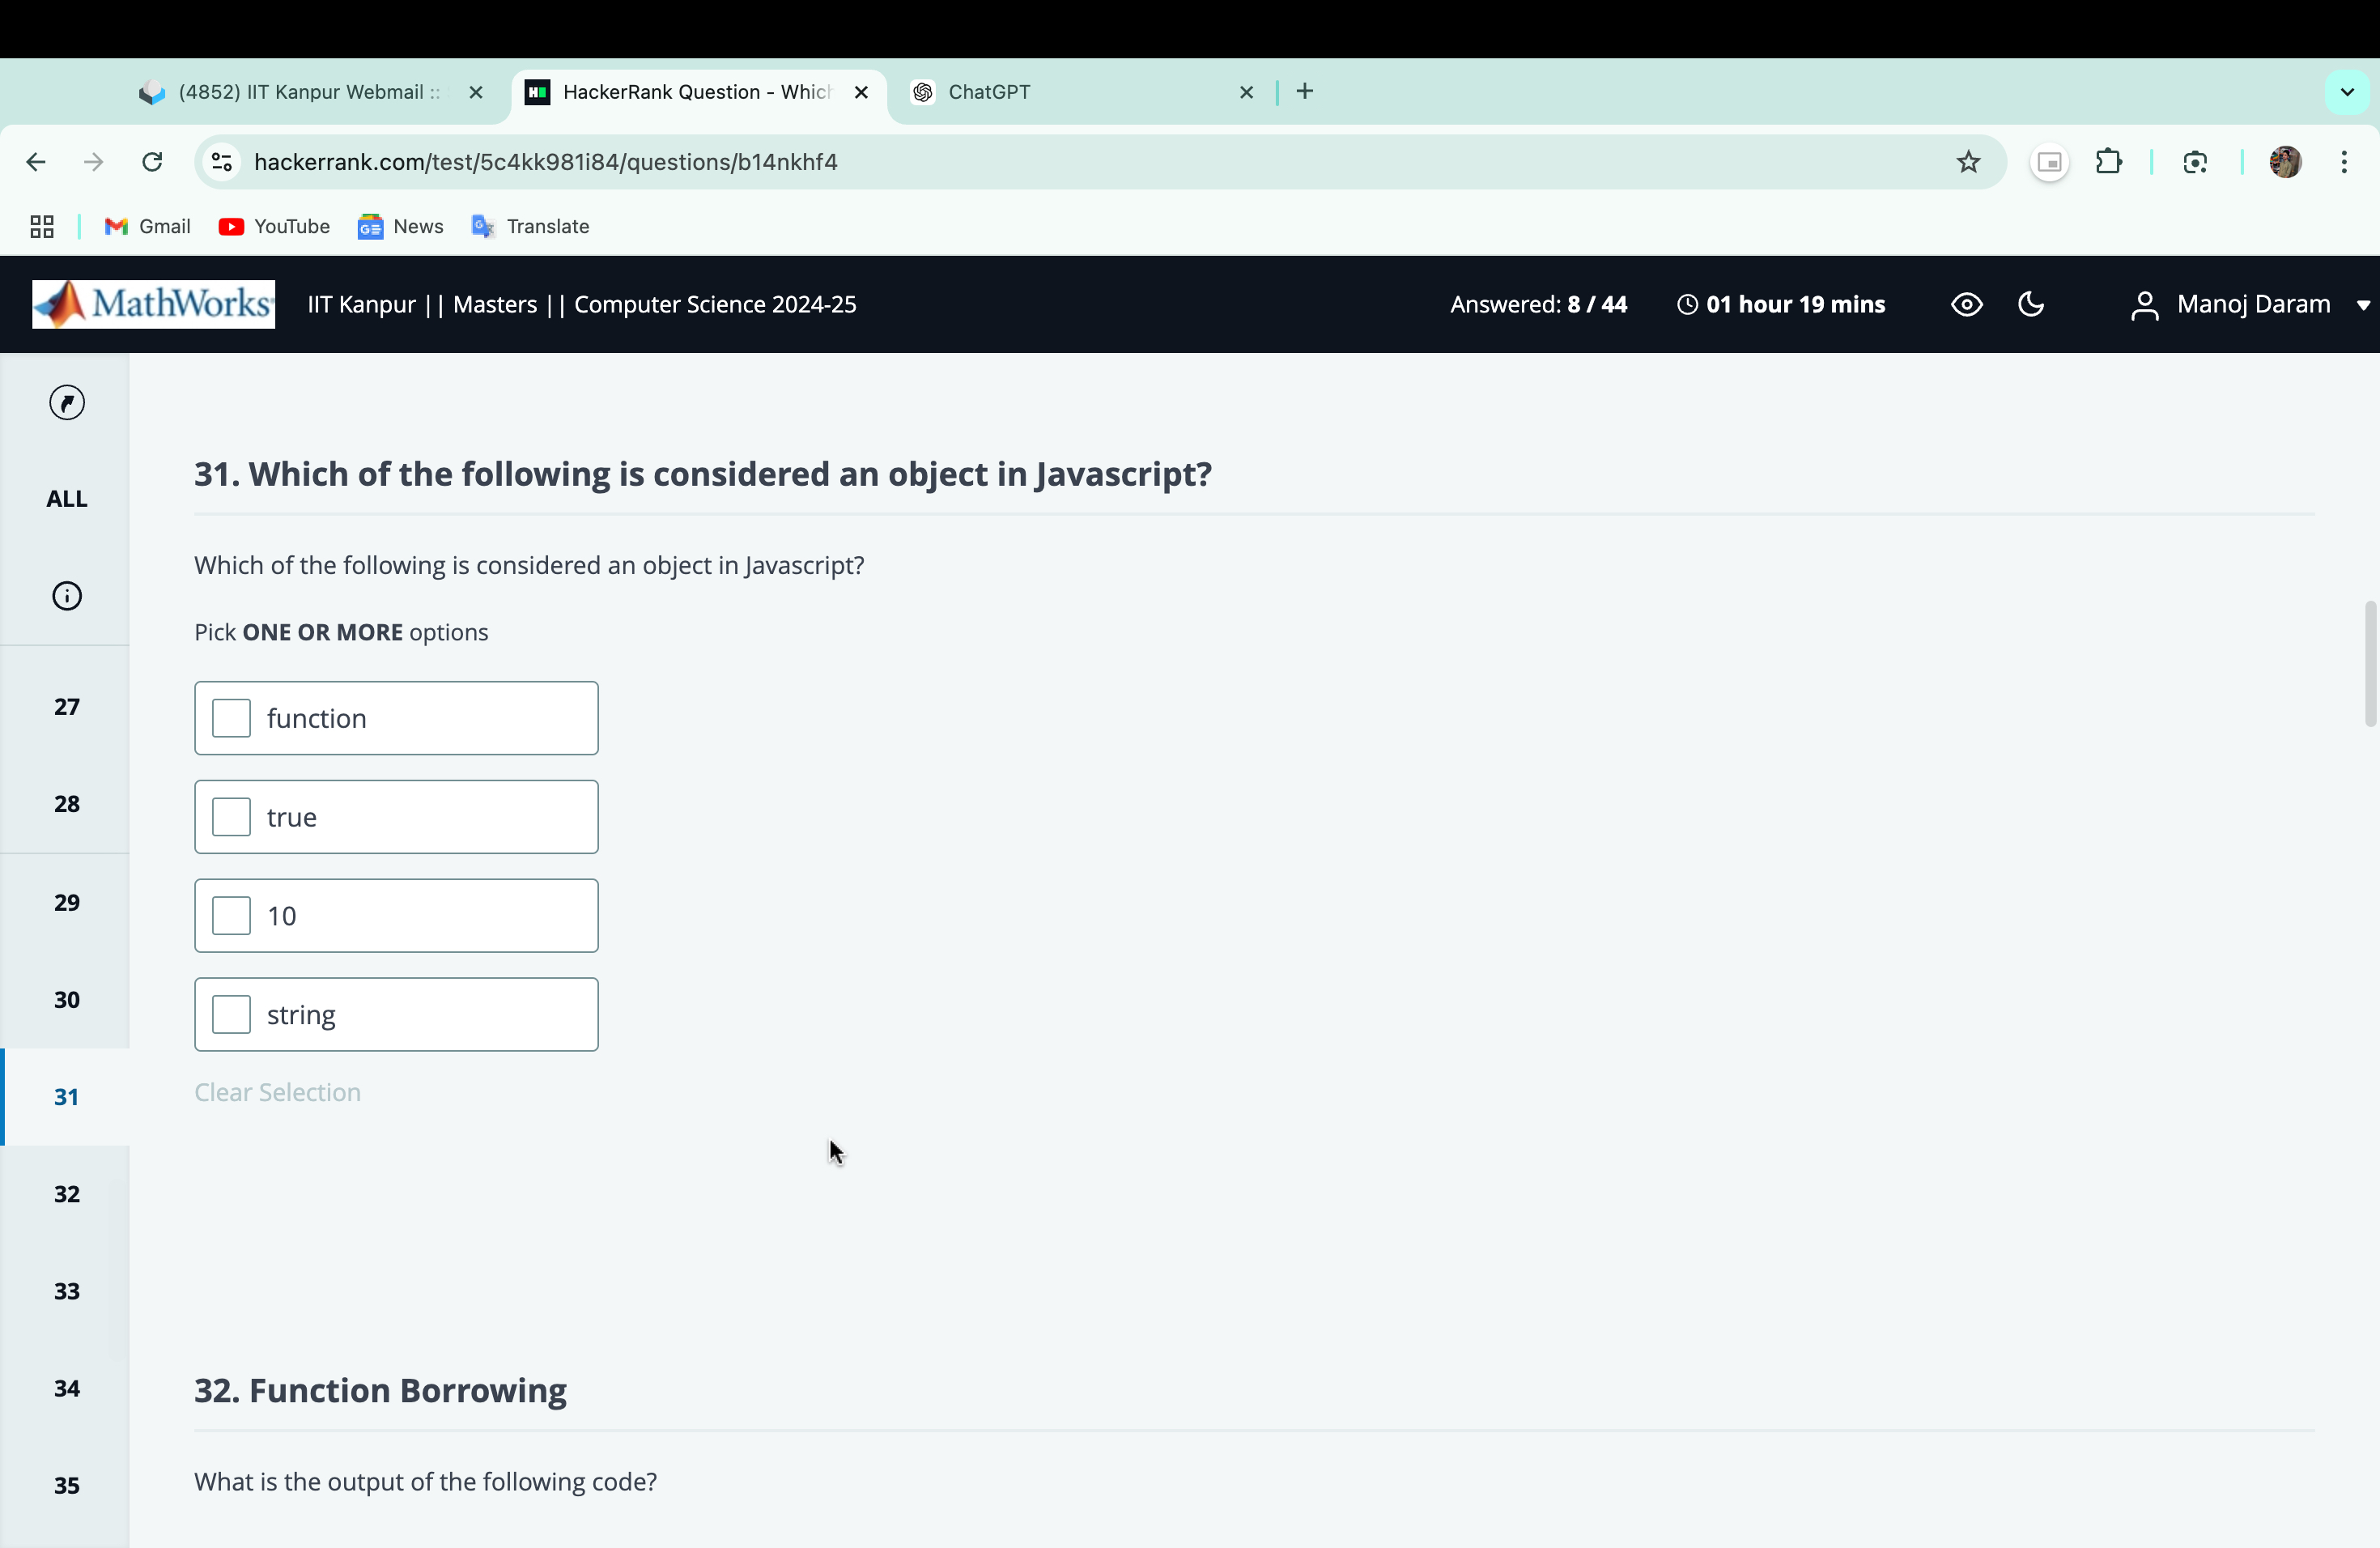 (4852) IIT Kanpur Webmail ::
HackerRank Question - Which
ChatGPT
hackerrank.com/test/5c4kk981i84/questions/b14nkhf4
Gmail
YouTube
News
Translate
MathWorks
IIT Kanpur || Masters || Computer Science 2024-25
Answered: 8 / 44
01 hour 19 mins
Manoj Daram
ALL
27
28
29
30
31
32
33
34
35
31. Which of the following is considered an object in Javascript?
Which of the following is considered an object in Javascript?
Pick ONE OR MORE options
function
true
10
string
Clear Selection
32. Function Borrowing
What is the output of the following code?